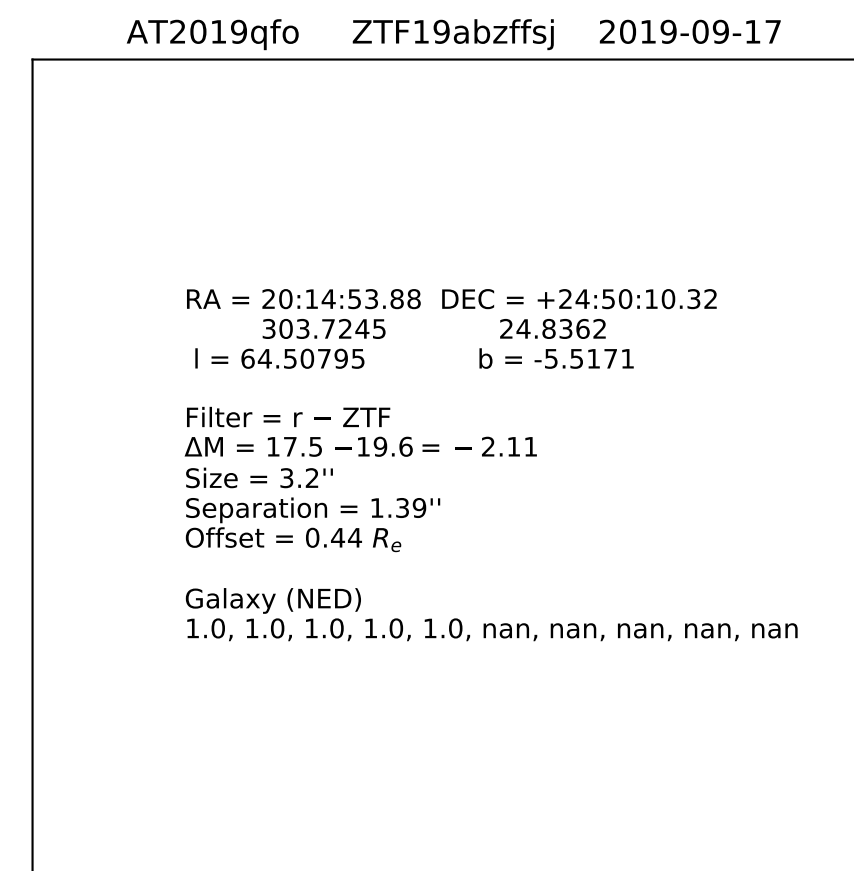 AT2019qfo ZTF19abzffsj 2019-09-17
RA = 20:14:53.88 DEC = +24:50:10.32
303.7245 24.8362
l = 64.50795 b = -5.5171
Filter = r − ZTF
ΔM = 17.5 −19.6 = − 2.11
Size = 3.2''
Separation = 1.39''
Offset = 0.44 Re
Galaxy (NED)
1.0, 1.0, 1.0, 1.0, 1.0, nan, nan, nan, nan, nan